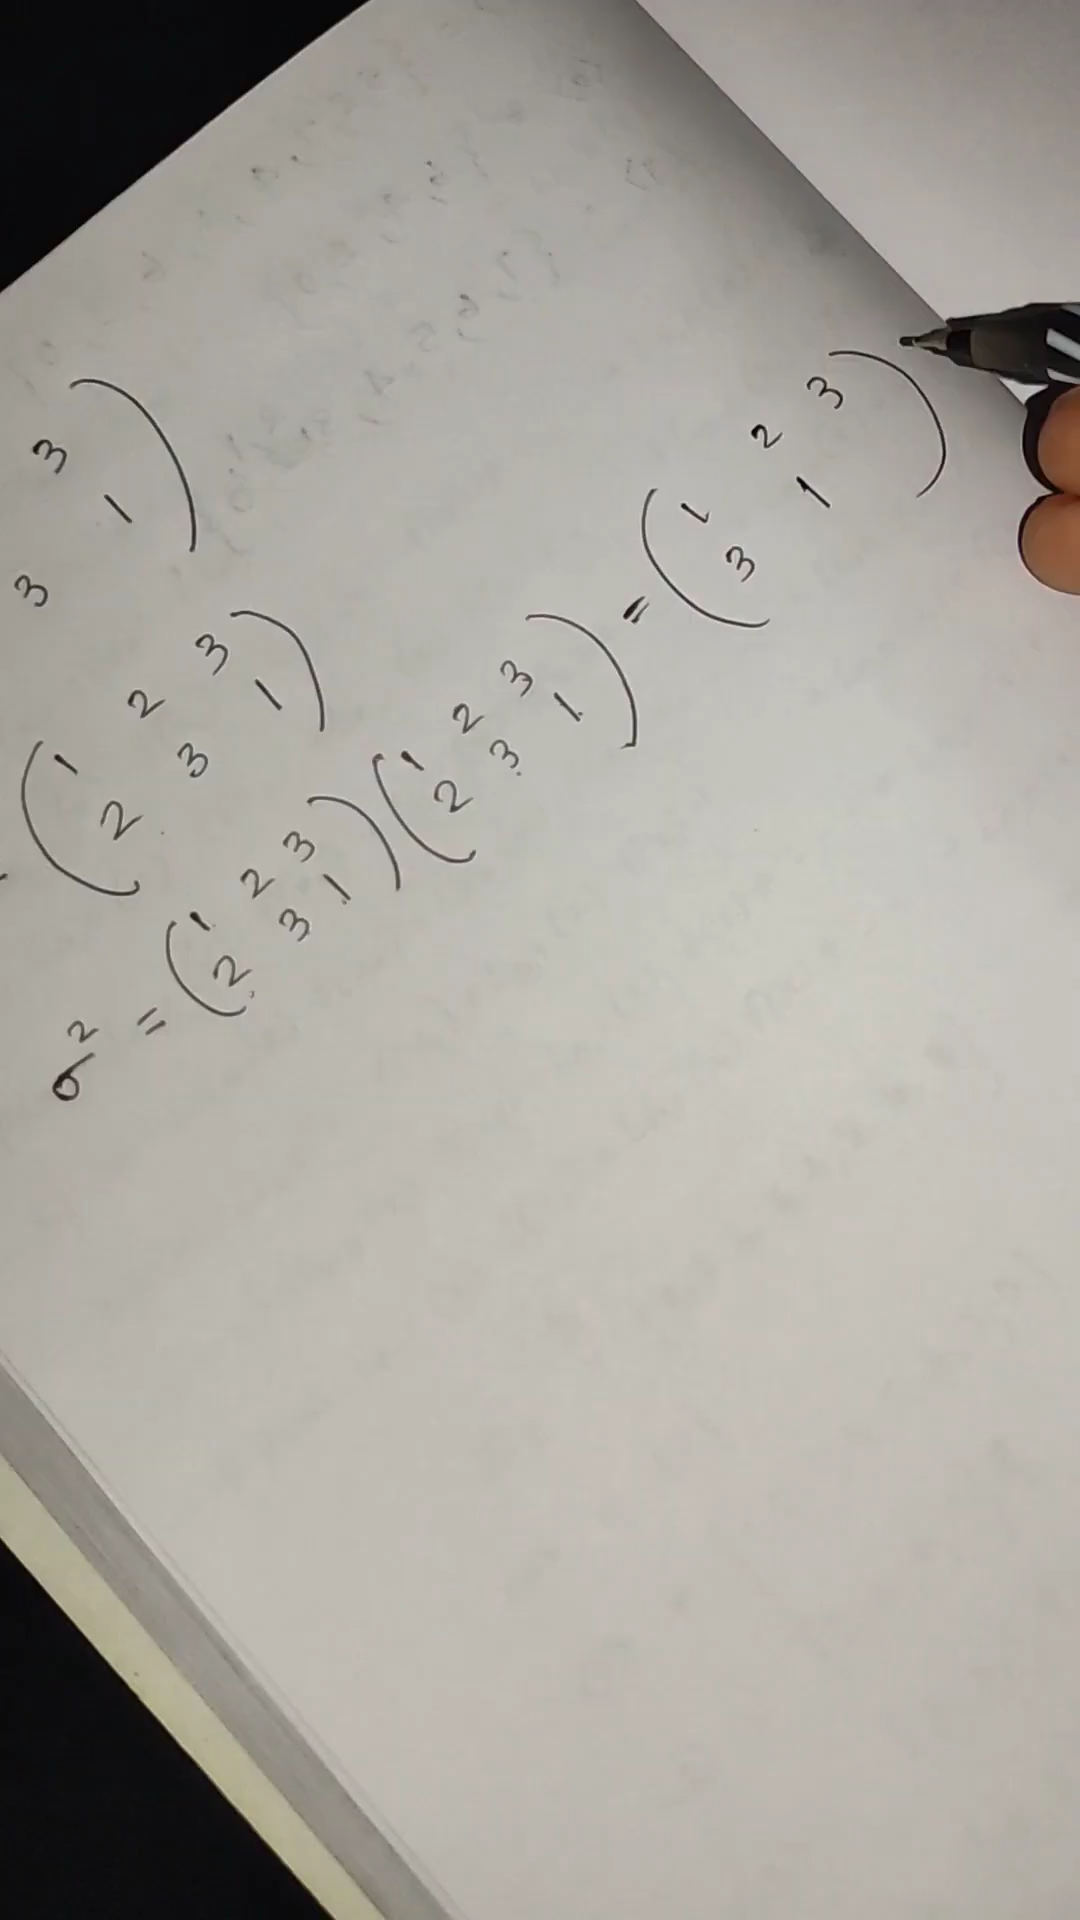 3 )
3 1
( 1 2 3 )
2 3 1
σ² = ( 1 2 3 ) ( 1 2 3 ) = ( 1 2 3 )
2 3 1 2 3 1 3 1